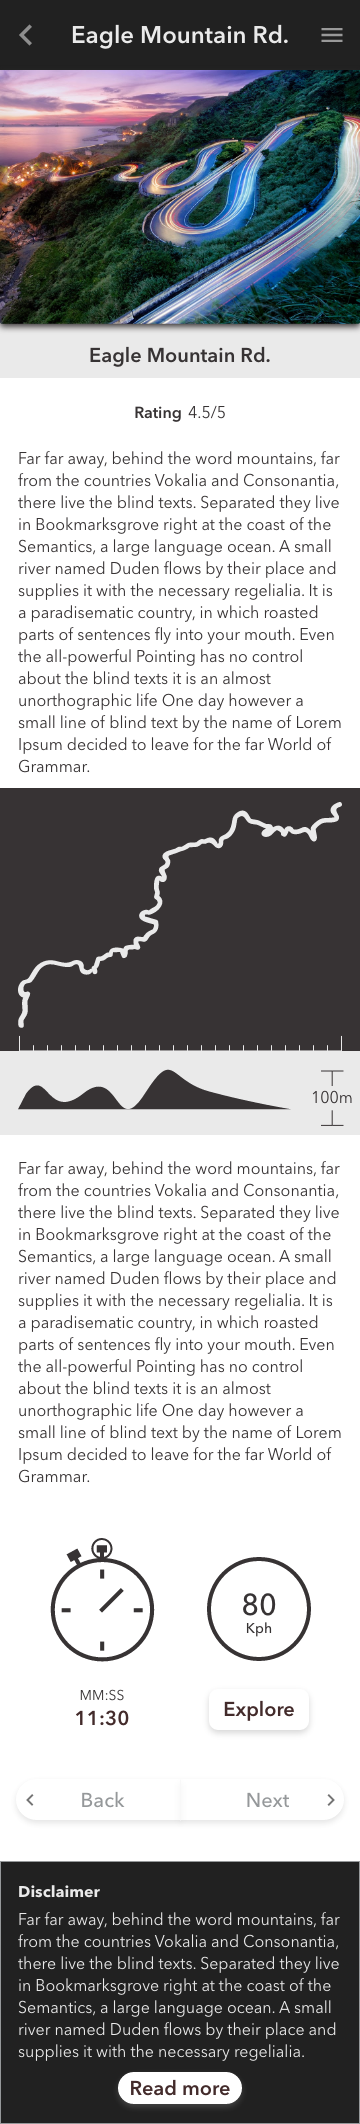 Eagle Mountain Rd.
Eagle Mountain Rd.
Rating 4.5/5
Far far away, behind the word mountains, far
from the countries Vokalia and Consonantia,
there live the blind texts. Separated they live
in Bookmarksgrove right at the coast of the
Semantics, a large language ocean. A small
river named Duden flows by their place and
supplies it with the necessary regelialia. It is
a paradisematic country, in which roasted
parts of sentences fly into your mouth. Even
the all-powerful Pointing has no control
about the blind texts it is an almost
unorthographic life One day however a
small line of blind text by the name of Lorem
Ipsum decided to leave for the far World of
Grammar.
100m
Far far away, behind the word mountains, far
from the countries Vokalia and Consonantia,
there live the blind texts. Separated they live
in Bookmarksgrove right at the coast of the
Semantics, a large language ocean. A small
river named Duden flows by their place and
supplies it with the necessary regelialia. It is
a paradisematic country, in which roasted
parts of sentences fly into your mouth. Even
the all-powerful Pointing has no control
about the blind texts it is an almost
unorthographic life One day however a
small line of blind text by the name of Lorem
Ipsum decided to leave for the far World of
Grammar.
80
Kph
MM:SS
11:30
Explore
Back
Next
Disclaimer
Far far away, behind the word mountains, far
from the countries Vokalia and Consonantia,
there live the blind texts. Separated they live
in Bookmarksgrove right at the coast of the
Semantics, a large language ocean. A small
river named Duden flows by their place and
supplies it with the necessary regelialia.
Read more